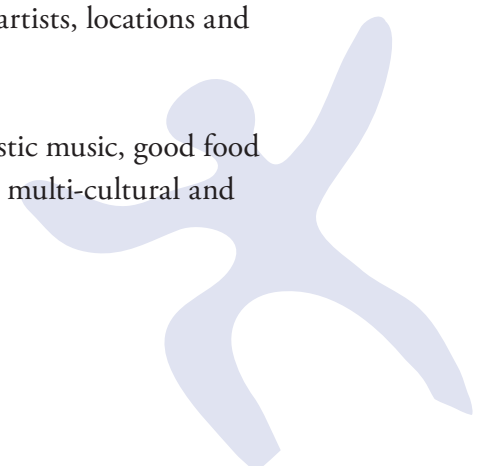 artists, locations and
stic music, good food
multi-cultural and